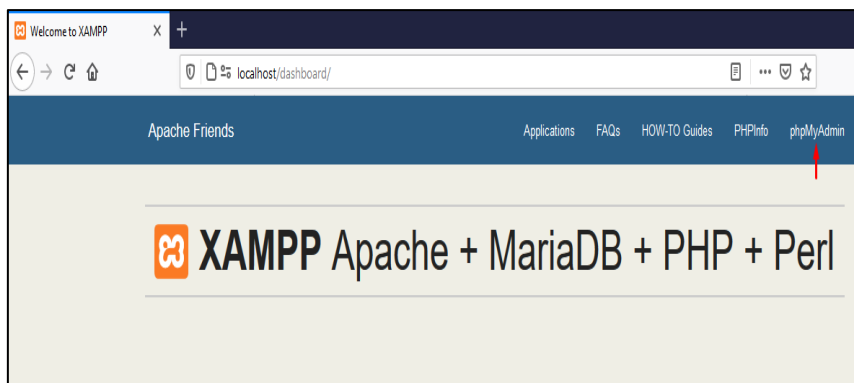 Welcome to XAMPP
localhost/dashboard/
Apache Friends Applications FAQs HOW-TO Guides PHPInfo phpMyAdmin
XAMPP Apache + MariaDB + PHP + Perl